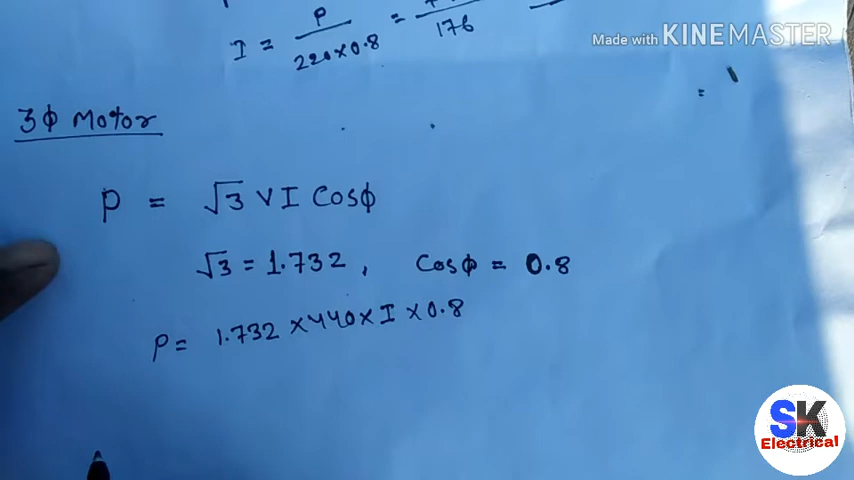 P
I = ――― =
220×0.8 176
Made with KINEMASTER
=
3ϕ Motor
P = √3 V I Cosϕ
√3 = 1.732 , Cosϕ = 0.8
P = 1.732 × 440 × I × 0.8
SK
Electrical